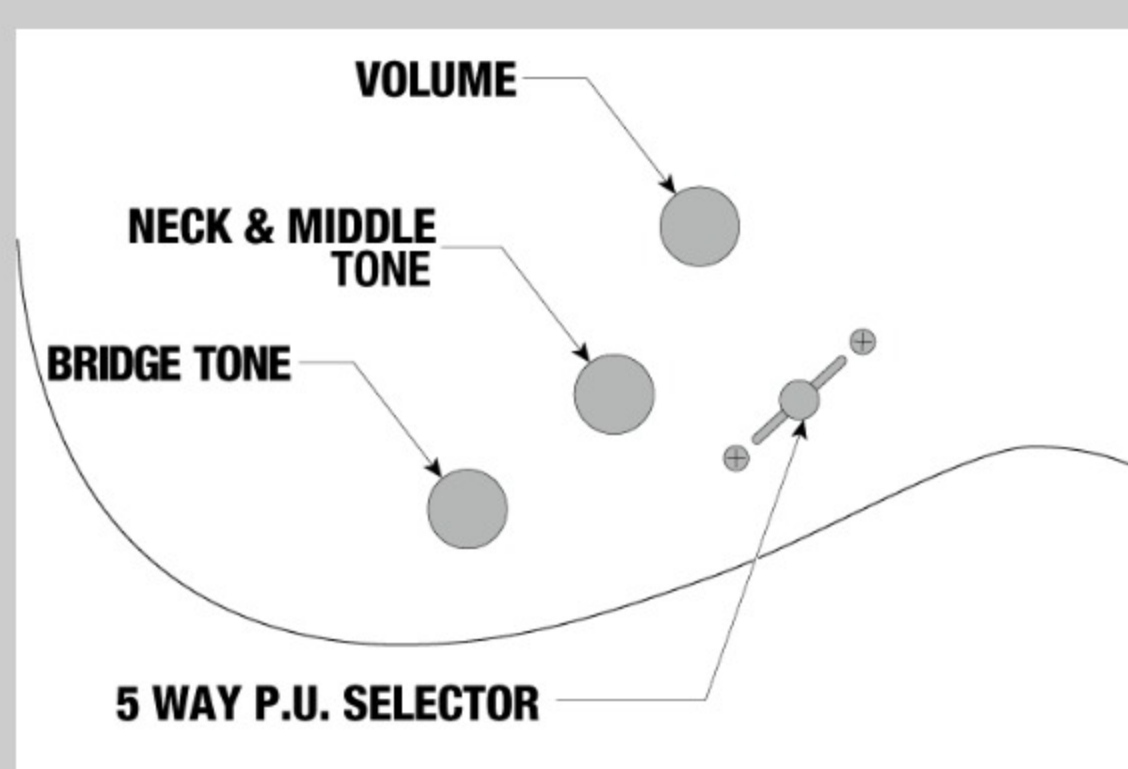 VOLUME
NECK & MIDDLE
TONE
BRIDGE TONE
5 WAY P.U. SELECTOR